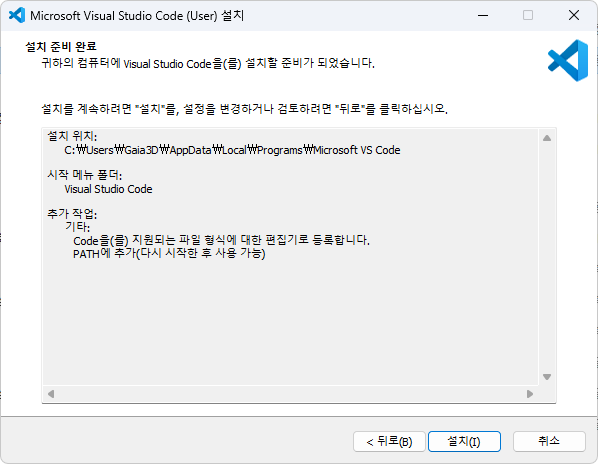 Microsoft Visual Studio Code (User) 설치
설치 준비 완료
귀하의 컴퓨터에 Visual Studio Code을(를) 설치할 준비가 되었습니다.
설치를 계속하려면 "설치"를, 설정을 변경하거나 검토하려면 "뒤로"를 클릭하십시오.
설치 위치:
C:₩Users₩Gaia3D₩AppData₩Local₩Programs₩Microsoft VS Code
시작 메뉴 폴더:
Visual Studio Code
추가 작업:
기타:
Code을(를) 지원되는 파일 형식에 대한 편집기로 등록합니다.
PATH에 추가(다시 시작한 후 사용 가능)
< 뒤로(B)
설치(I)
취소